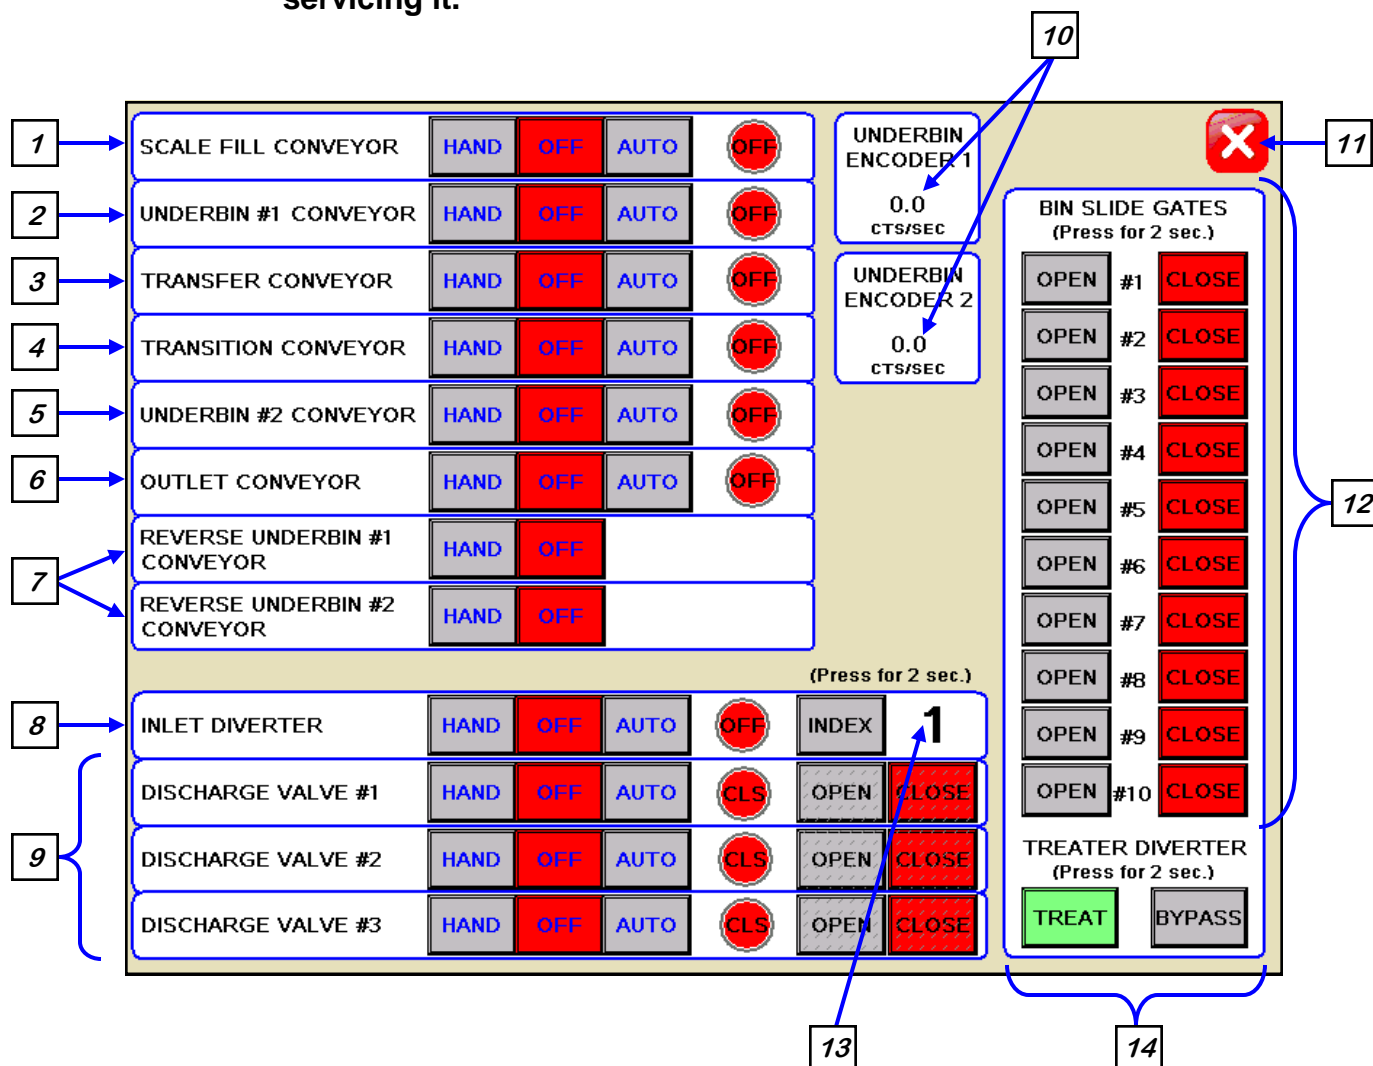 servicing it.
10
1
SCALE FILL CONVEYOR HAND OFF AUTO OFF
UNDERBIN
ENCODER 1
0.0
CTS/SEC
11
2
UNDERBIN #1 CONVEYOR HAND OFF AUTO OFF
3
TRANSFER CONVEYOR HAND OFF AUTO OFF
UNDERBIN
ENCODER 2
0.0
CTS/SEC
4
TRANSITION CONVEYOR HAND OFF AUTO OFF
5
UNDERBIN #2 CONVEYOR HAND OFF AUTO OFF
6
OUTLET CONVEYOR HAND OFF AUTO OFF
7
REVERSE UNDERBIN #1
CONVEYOR
HAND OFF
REVERSE UNDERBIN #2
CONVEYOR
HAND OFF
(Press for 2 sec.)
8
INLET DIVERTER HAND OFF AUTO OFF INDEX 1
9
DISCHARGE VALVE #1 HAND OFF AUTO CLS OPEN CLOSE
DISCHARGE VALVE #2 HAND OFF AUTO CLS OPEN CLOSE
DISCHARGE VALVE #3 HAND OFF AUTO CLS OPEN CLOSE
BIN SLIDE GATES
(Press for 2 sec.)
OPEN #1 CLOSE
OPEN #2 CLOSE
OPEN #3 CLOSE
OPEN #4 CLOSE
OPEN #5 CLOSE
OPEN #6 CLOSE
OPEN #7 CLOSE
OPEN #8 CLOSE
OPEN #9 CLOSE
OPEN #10 CLOSE
12
TREATER DIVERTER
(Press for 2 sec.)
TREAT BYPASS
13
14